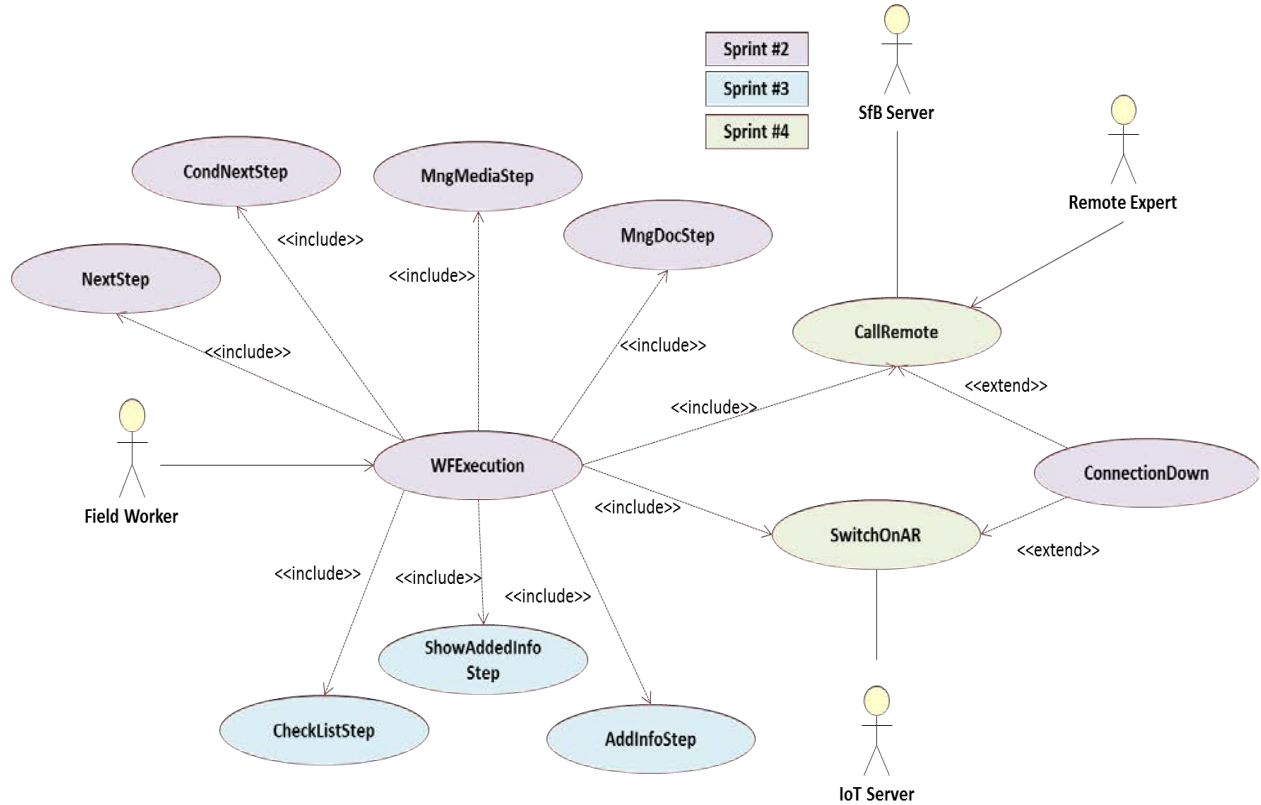 Sprint #2
Sprint #3
Sprint #4
SfB Server
Remote Expert
CondNextStep
MngMediaStep
MngDocStep
NextStep
<<include>>
<<include>>
<<include>>
<<include>>
CallRemote
<<extend>>
<<include>>
WFExecution
ConnectionDown
Field Worker
<<include>>
SwitchOnAR
<<extend>>
<<include>>
<<include>>
<<include>>
ShowAddedInfo
Step
CheckListStep
AddInfoStep
IoT Server